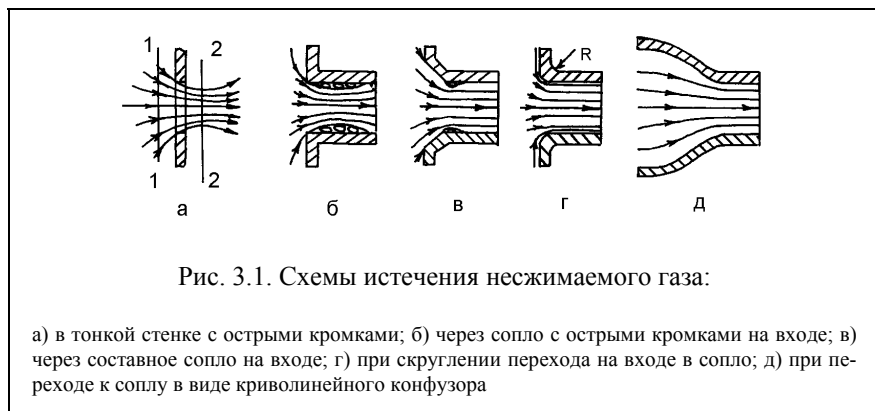 1 2 R
1 2
а б в г д
Рис. 3.1. Схемы истечения несжимаемого газа:
а) в тонкой стенке с острыми кромками; б) через сопло с острыми кромками на входе; в)
через составное сопло на входе; г) при скруглении перехода на входе в сопло; д) при пе-
реходе к соплу в виде криволинейного конфузора